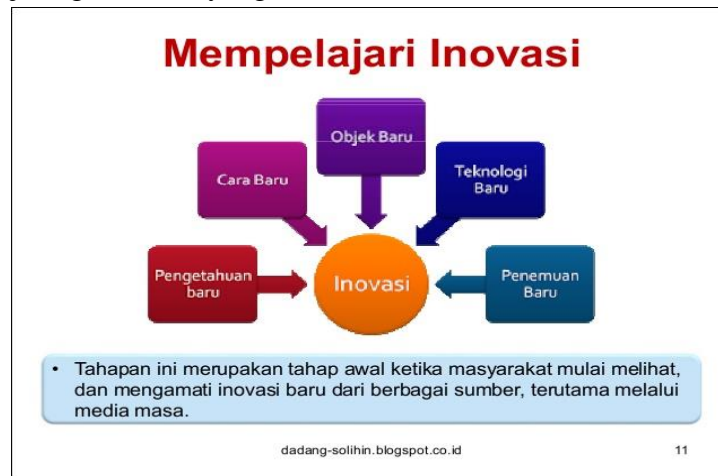 Mempelajari Inovasi
Objek Baru
Cara Baru
Teknologi
Baru
Pengetahuan
baru
Inovasi
Penemuan
Baru
• Tahapan ini merupakan tahap awal ketika masyarakat mulai melihat,
dan mengamati inovasi baru dari berbagai sumber, terutama melalui
media masa.
dadang-solihin.blogspot.co.id
11